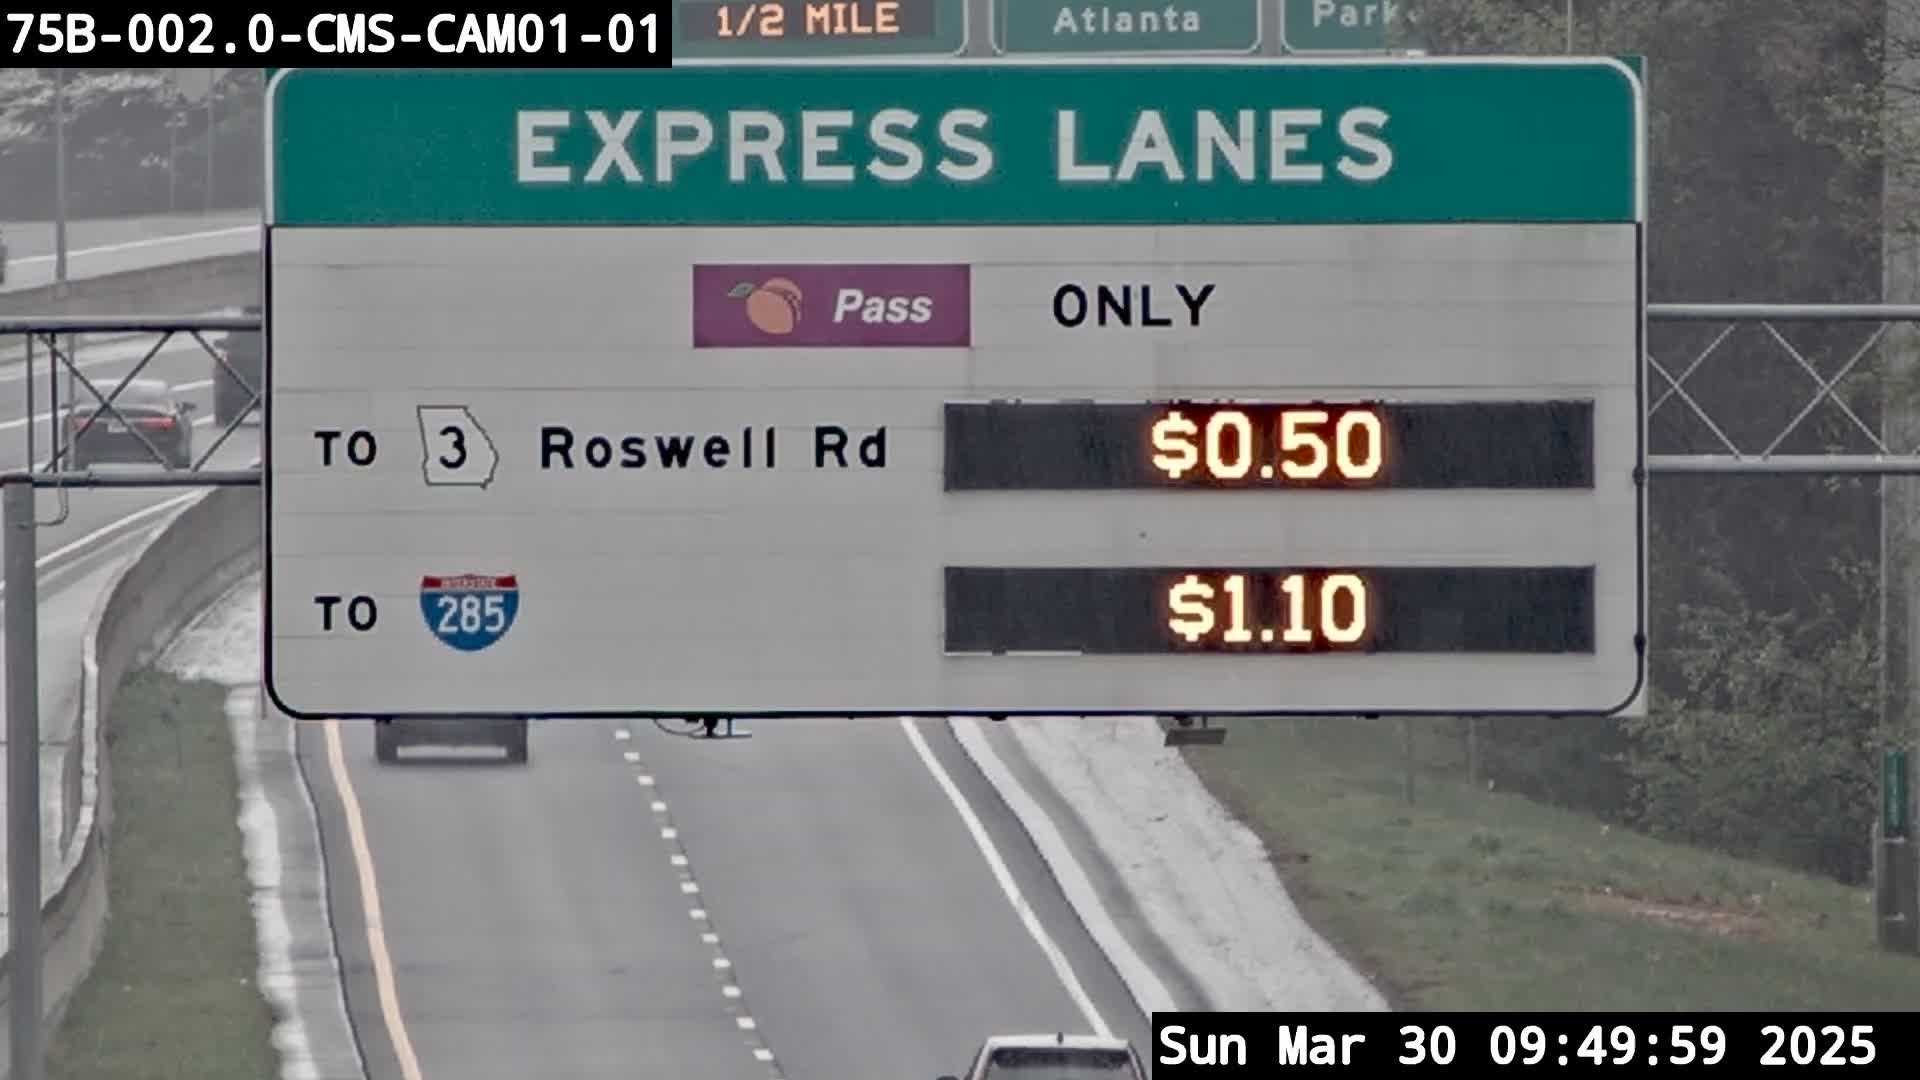 75B-002.0-CMS-CAM01-01
1/2 MILE
Atlanta
EXPRESS LANES
Pass ONLY
TO 3 Roswell Rd $0.50
TO INTERSTATE 285 $1.10
Sun Mar 30 09:49:59 2025